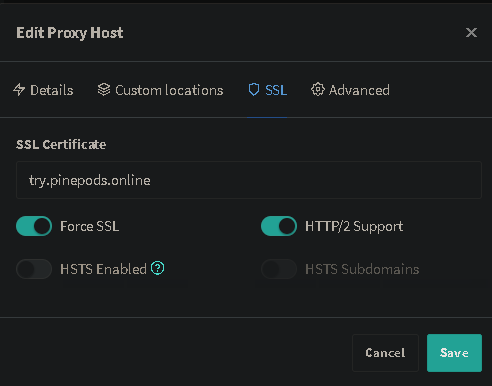 Edit Proxy Host
Details
Custom locations
SSL
Advanced
SSL Certificate
try.pinepods.online
Force SSL
HTTP/2 Support
HSTS Enabled
HSTS Subdomains
Cancel
Save